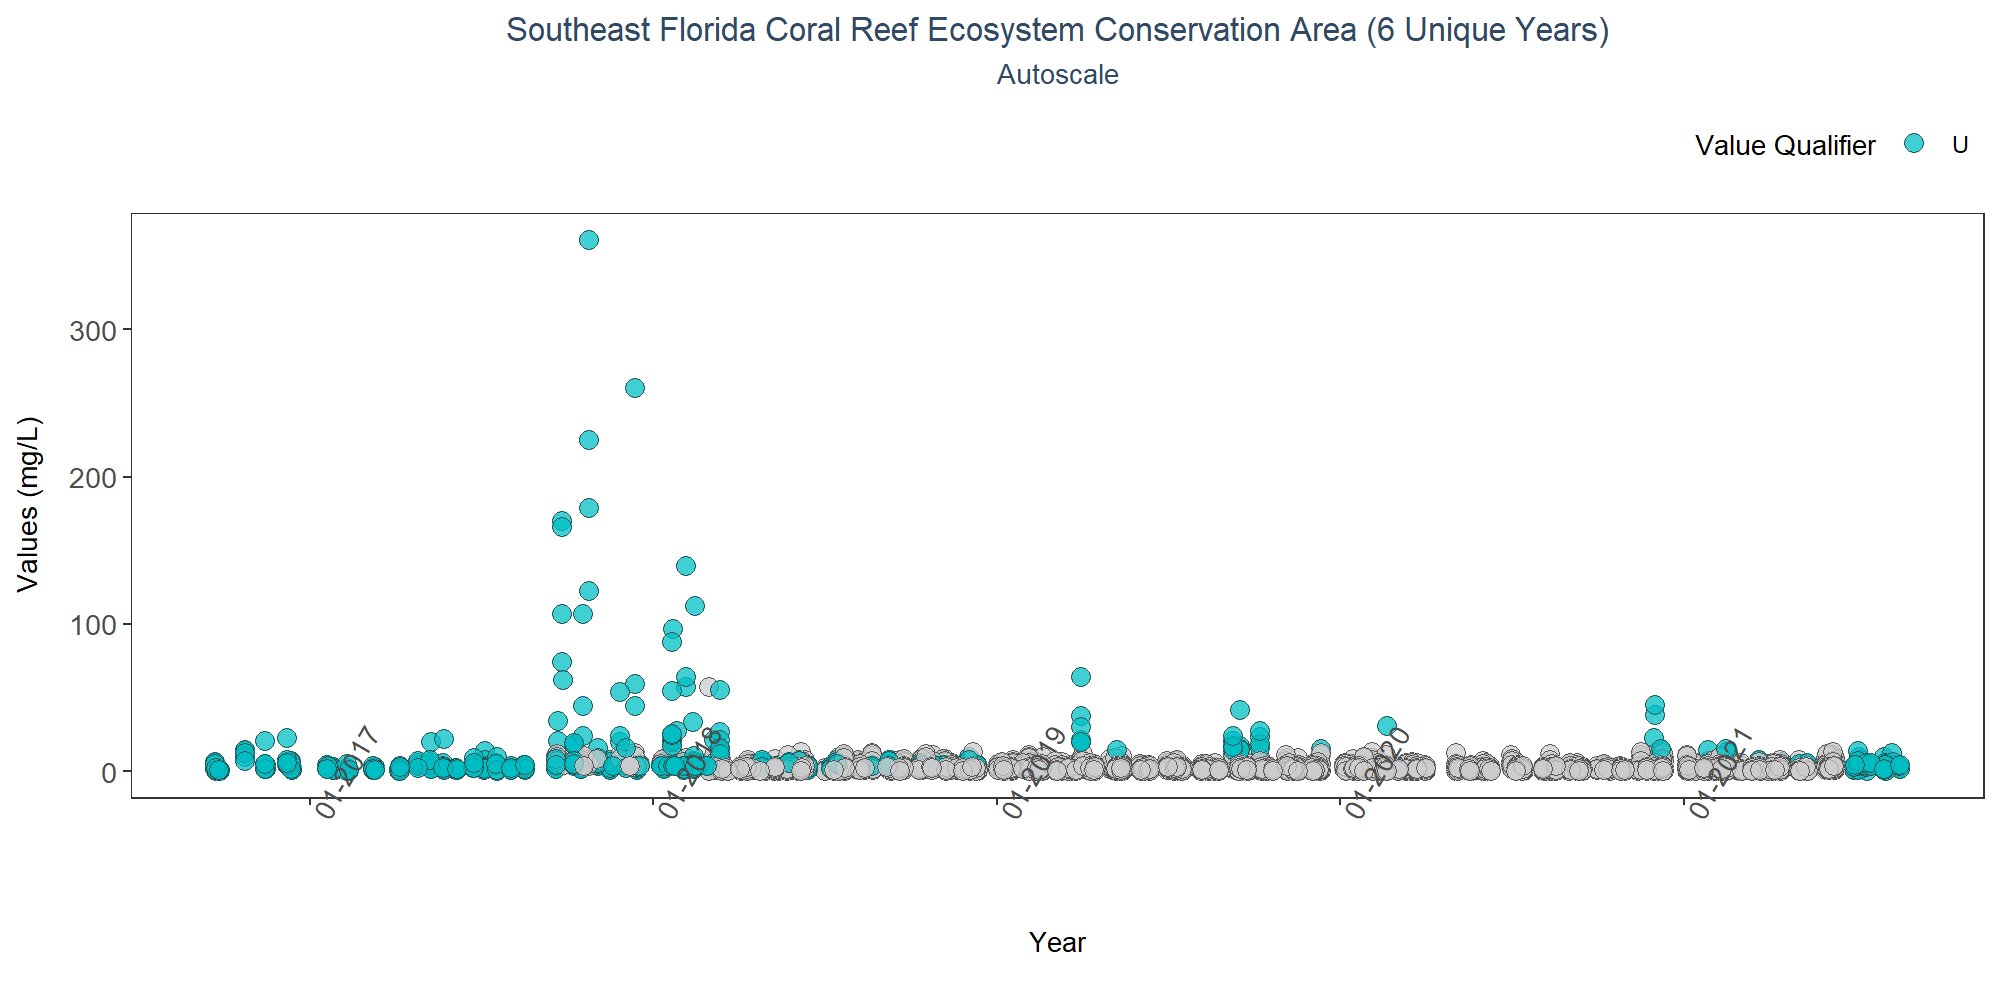 Southeast Florida Coral Reef Ecosystem Conservation Area (6 Unique Years)
Autoscale
Value Qualifier U
Values (mg/L)
300
200
100
0
01-2017
01-2018
01-2019
01-2020
01-2021
Year